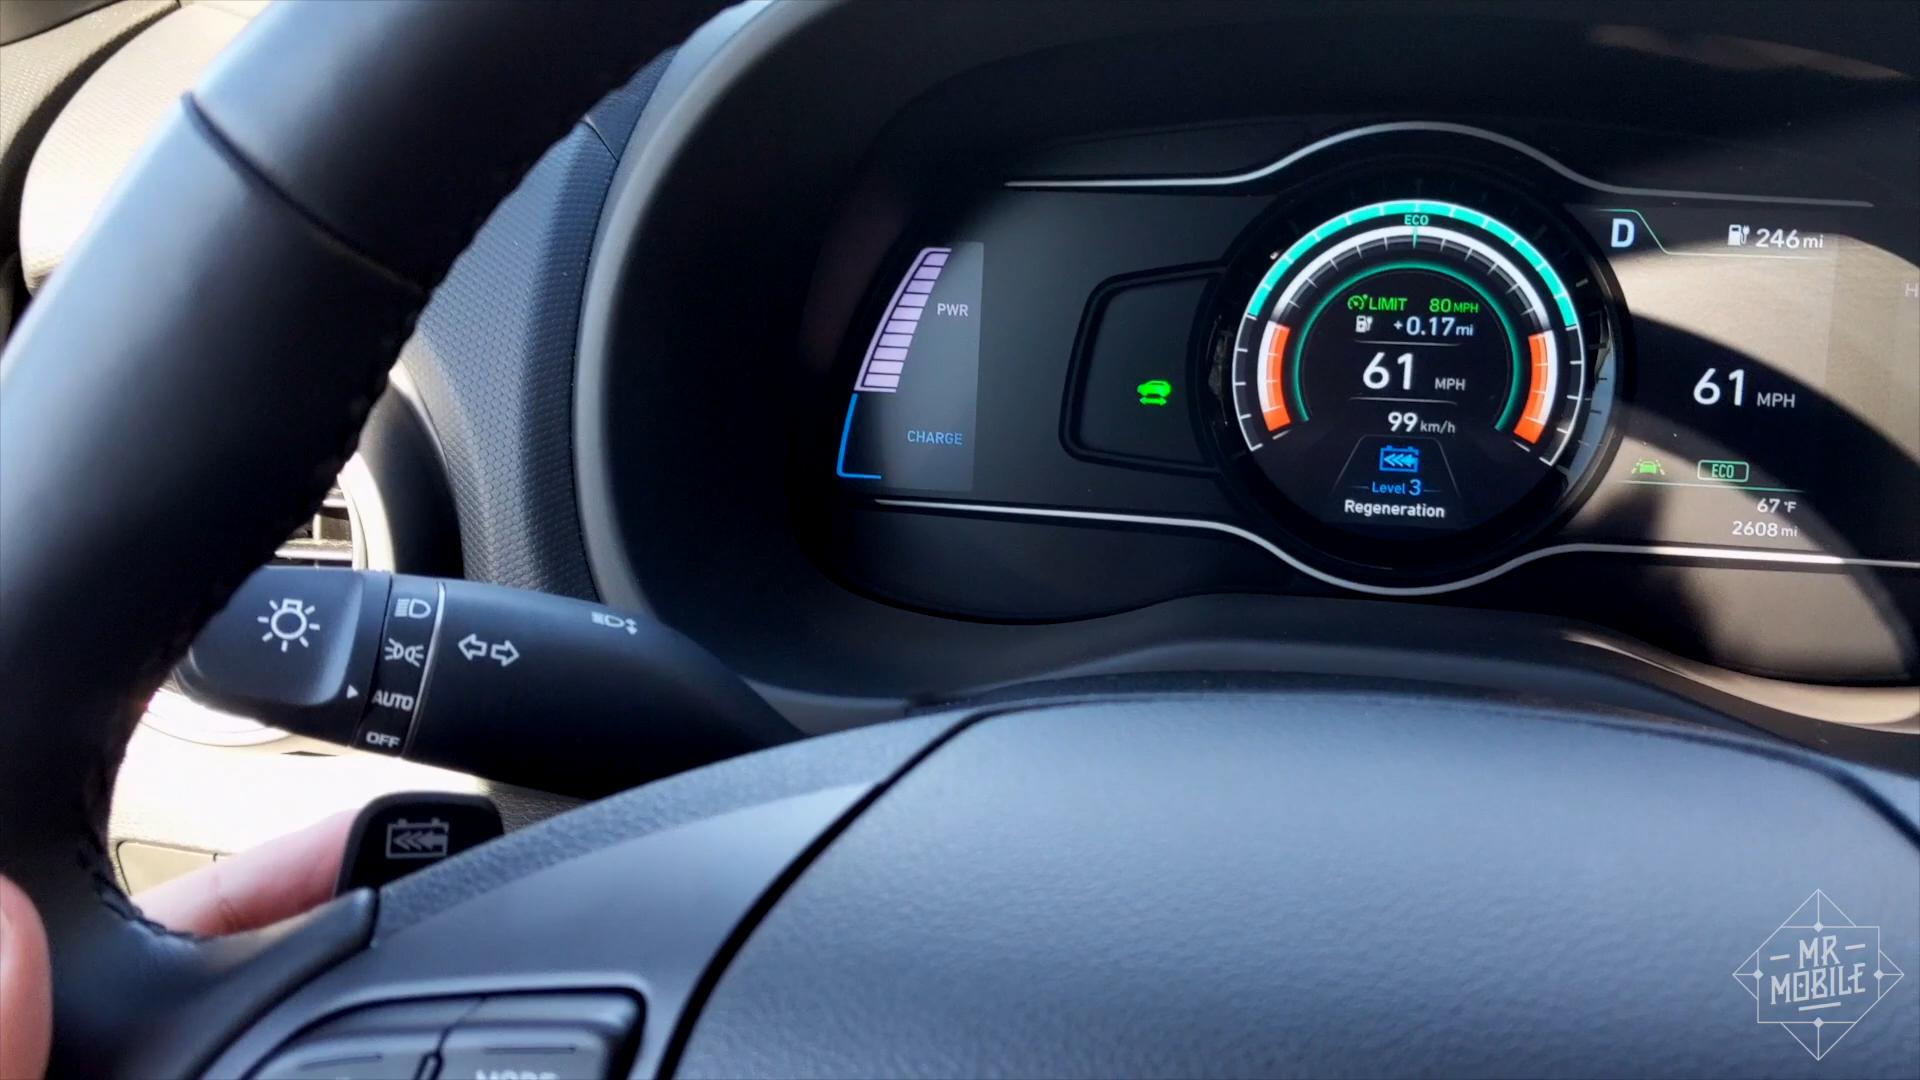 PWR
CHARGE
ECO
LIMIT 80 MPH
+0.17 mi
61 MPH
99 km/h
Level 3
Regeneration
D
246 mi
61 MPH
ECO
67 °F
2608 mi
AUTO
OFF
MR
MOBILE